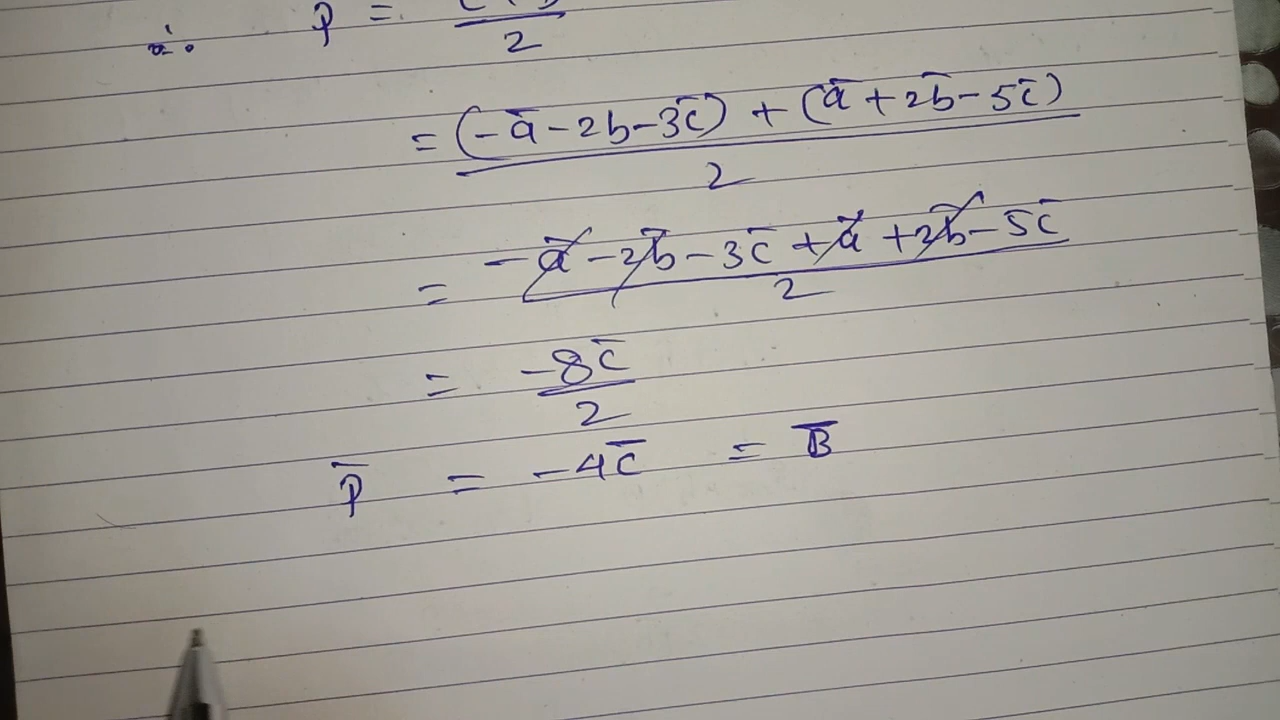 ∴ p =  2
= (-a̅ - 2b - 3c̅) + (a̅ + 2b̅ - 5c̅) / 2
= -a̅ - 2b̅ - 3c̅ + a̅ + 2b̅ - 5c̅ / 2
= -8c̅ / 2
p̅ = -4c̅ = B̅